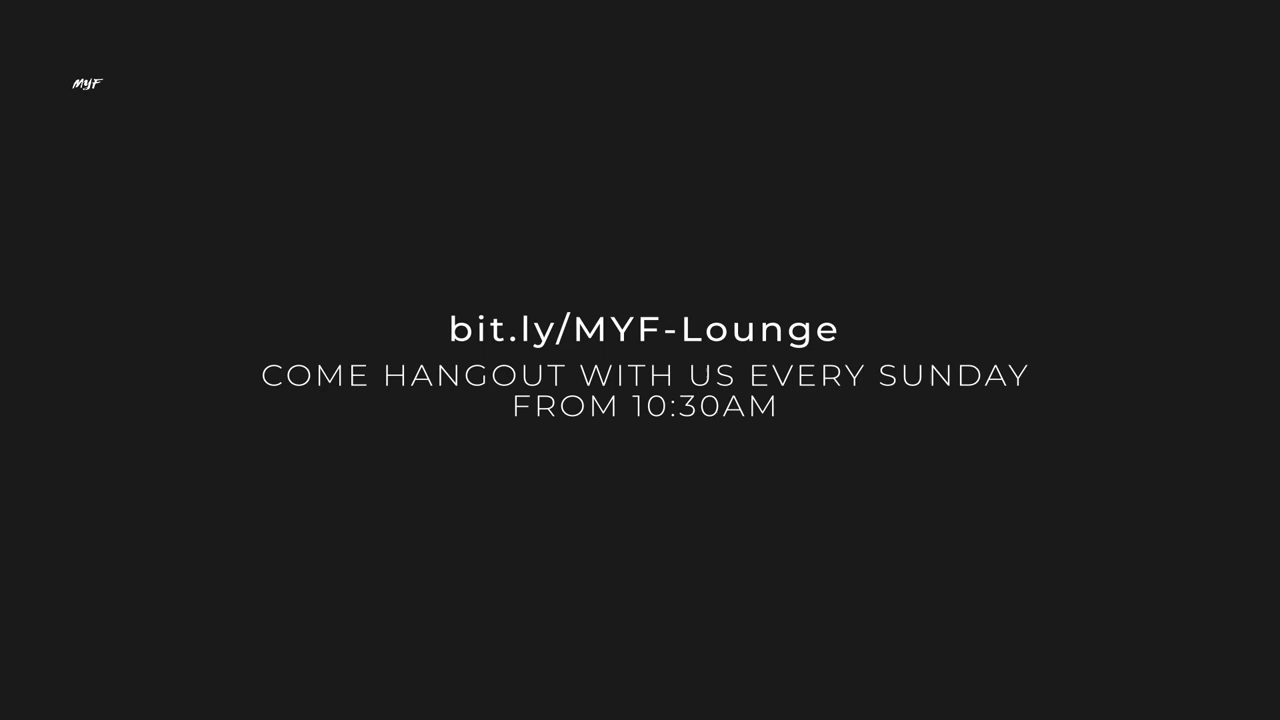 MYF
bit.ly/MYF-Lounge
COME HANGOUT WITH US EVERY SUNDAY
FROM 10:30AM